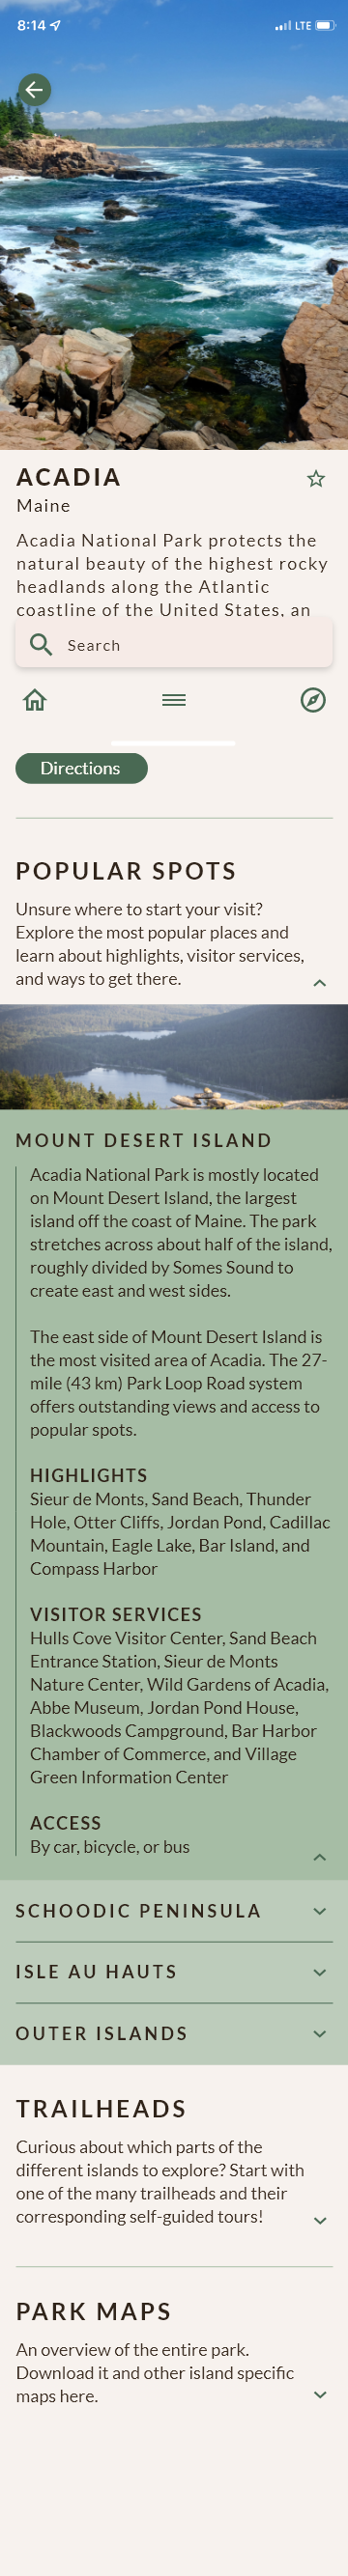 8:14
LTE
ACADIA
Maine
Acadia National Park protects the
natural beauty of the highest rocky
headlands along the Atlantic
coastline of the United States, an
Search
Directions
POPULAR SPOTS
Unsure where to start your visit?
Explore the most popular places and
learn about highlights, visitor services,
and ways to get there.
MOUNT DESERT ISLAND
Acadia National Park is mostly located
on Mount Desert Island, the largest
island off the coast of Maine. The park
stretches across about half of the island,
roughly divided by Somes Sound to
create east and west sides.
The east side of Mount Desert Island is
the most visited area of Acadia. The 27-
mile (43 km) Park Loop Road system
offers outstanding views and access to
popular spots.
HIGHLIGHTS
Sieur de Monts, Sand Beach, Thunder
Hole, Otter Cliffs, Jordan Pond, Cadillac
Mountain, Eagle Lake, Bar Island, and
Compass Harbor
VISITOR SERVICES
Hulls Cove Visitor Center, Sand Beach
Entrance Station, Sieur de Monts
Nature Center, Wild Gardens of Acadia,
Abbe Museum, Jordan Pond House,
Blackwoods Campground, Bar Harbor
Chamber of Commerce, and Village
Green Information Center
ACCESS
By car, bicycle, or bus
SCHOODIC PENINSULA
ISLE AU HAUTS
OUTER ISLANDS
TRAILHEADS
Curious about which parts of the
different islands to explore? Start with
one of the many trailheads and their
corresponding self-guided tours!
PARK MAPS
An overview of the entire park.
Download it and other island specific
maps here.